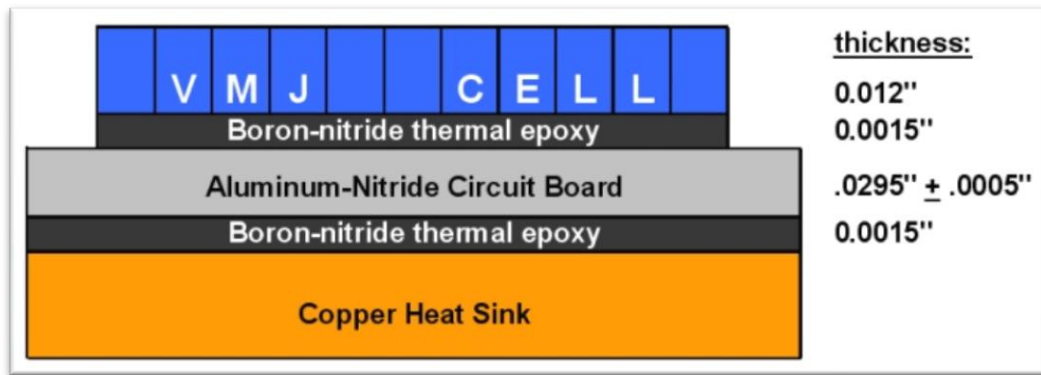 thickness:
V M J C E L L
0.012"
Boron-nitride thermal epoxy
0.0015"
Aluminum-Nitride Circuit Board
.0295" ± .0005"
Boron-nitride thermal epoxy
0.0015"
Copper Heat Sink